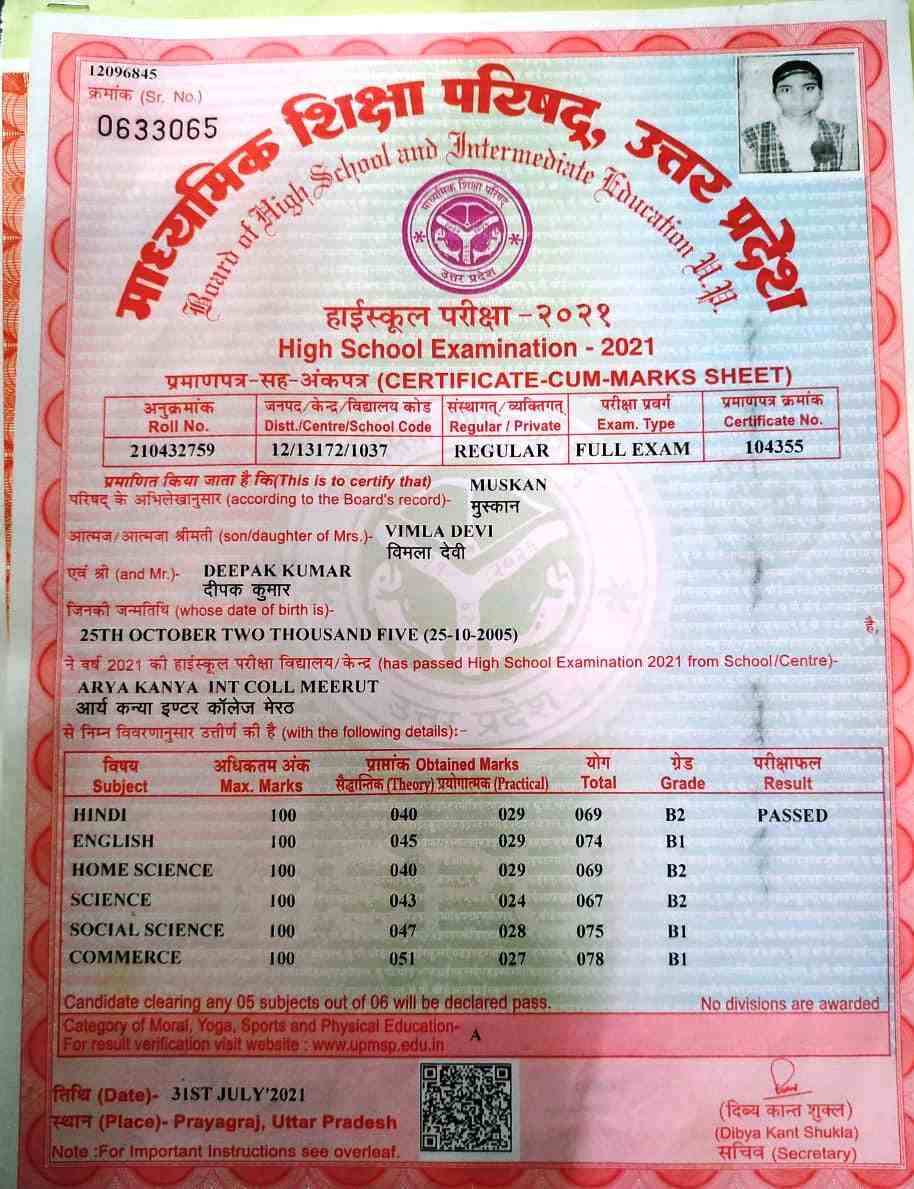 12096845
क्रमांक (Sr. No.)
0633065
माध्यमिक शिक्षा परिषद्, उत्तर प्रदेश
Board of High School and Intermediate Education U.P.
माध्यमिक शिक्षा परिषद
उत्तर प्रदेश
हाईस्कूल परीक्षा -२०२१
High School Examination - 2021
प्रमाणपत्र-सह-अंकपत्र (CERTIFICATE-CUM-MARKS SHEET)
अनुक्रमांक जनपद/केन्द्र/विद्यालय कोड संस्थागत/व्यक्तिगत परीक्षा प्रवर्ग प्रमाणपत्र क्रमांक
Roll No. Distt./Centre/School Code Regular / Private Exam. Type Certificate No.
210432759 12/13172/1037 REGULAR FULL EXAM 104355
प्रमाणित किया जाता है कि(This is to certify that) MUSKAN
परिषद् के अभिलेखानुसार (according to the Board's record)- मुस्कान
आत्मज/आत्मजा श्रीमती (son/daughter of Mrs.)- VIMLA DEVI
विमला देवी
एवं श्री (and Mr.)- DEEPAK KUMAR
दीपक कुमार
जिनकी जन्मतिथि (whose date of birth is)-
25TH OCTOBER TWO THOUSAND FIVE (25-10-2005) है,
ने वर्ष 2021 की हाईस्कूल परीक्षा विद्यालय/केन्द्र (has passed High School Examination 2021 from School/Centre)-
ARYA KANYA INT COLL MEERUT
आर्य कन्या इण्टर कॉलेज मेरठ
से निम्न विवरणानुसार उत्तीर्ण की है (with the following details):-
विषय अधिकतम अंक प्राप्तांक Obtained Marks योग ग्रेड परीक्षाफल
Subject Max. Marks सैद्धान्तिक (Theory) प्रयोगात्मक (Practical) Total Grade Result
HINDI 100 040 029 069 B2 PASSED
ENGLISH 100 045 029 074 B1
HOME SCIENCE 100 040 029 069 B2
SCIENCE 100 043 024 067 B2
SOCIAL SCIENCE 100 047 028 075 B1
COMMERCE 100 051 027 078 B1
Candidate clearing any 05 subjects out of 06 will be declared pass. No divisions are awarded
Category of Moral, Yoga, Sports and Physical Education- A
For result verification visit website : www.upmsp.edu.in
तिथि (Date)- 31ST JULY'2021
स्थान (Place)- Prayagraj, Uttar Pradesh
Note :For Important Instructions see overleaf.
(दिव्य कान्त शुक्ल)
(Dibya Kant Shukla)
सचिव (Secretary)